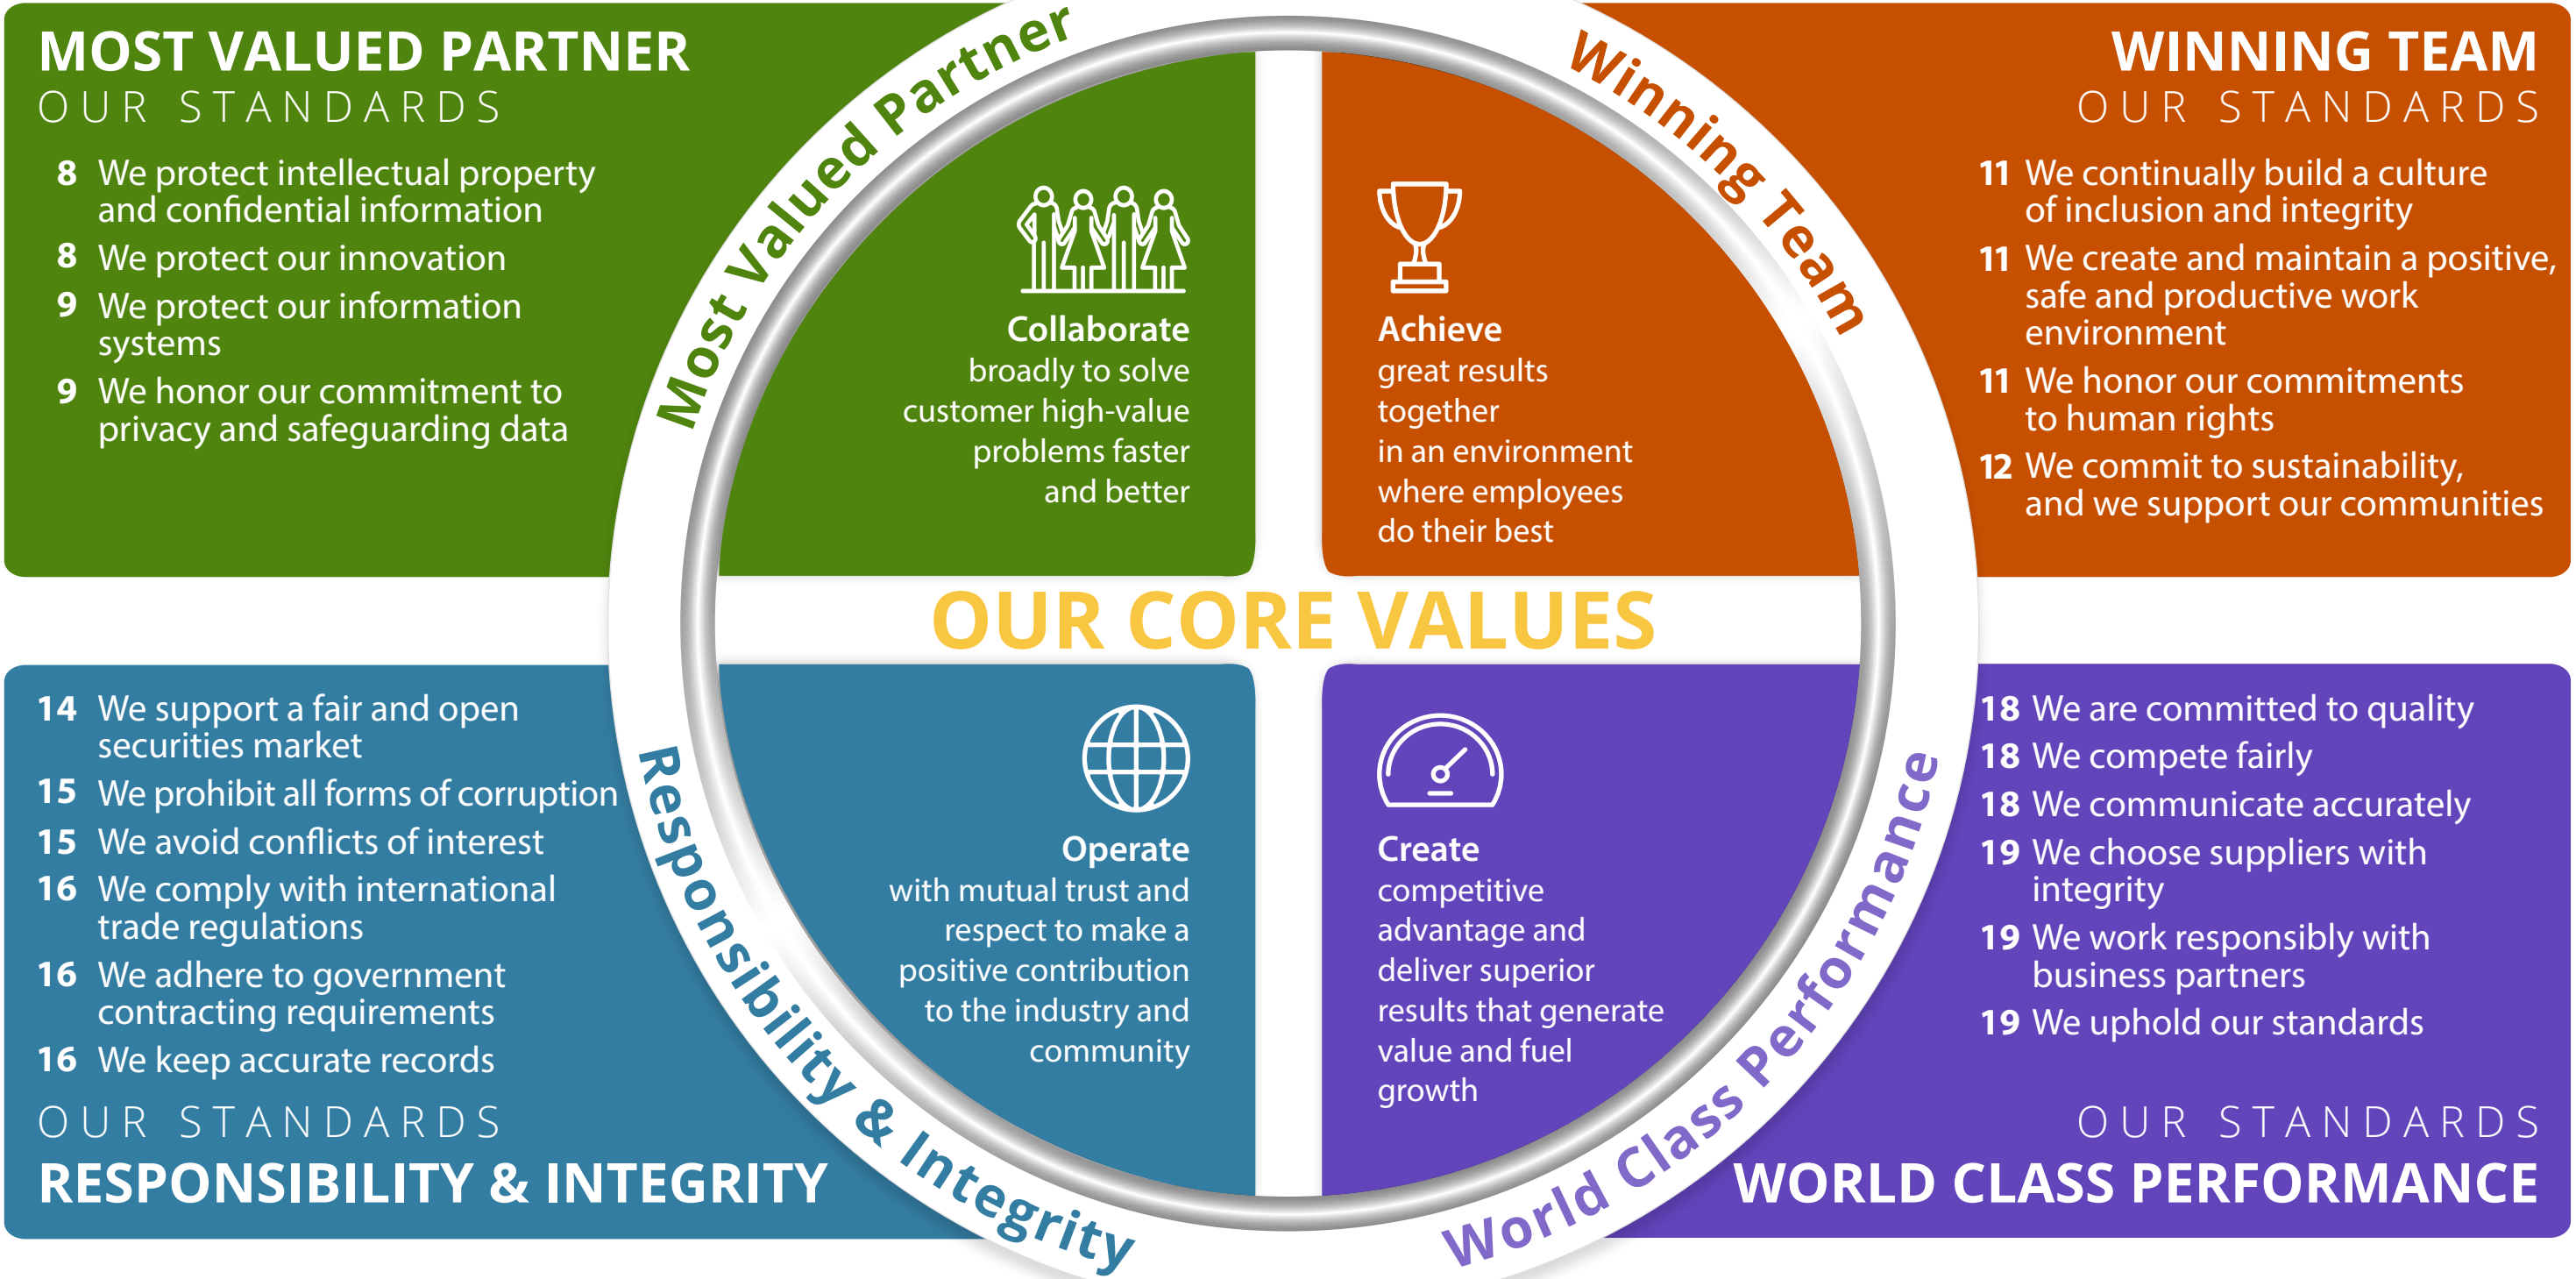 MOST VALUED PARTNER
OUR STANDARDS
8 We protect intellectual property
and confidential information
8 We protect our innovation
9 We protect our information
systems
9 We honor our commitment to
privacy and safeguarding data
Most Valued Partner
Collaborate
broadly to solve
customer high-value
problems faster
and better
Winning Team
Achieve
great results
together
in an environment
where employees
do their best
WINNING TEAM
OUR STANDARDS
11 We continually build a culture
of inclusion and integrity
11 We create and maintain a positive,
safe and productive work
environment
11 We honor our commitments
to human rights
12 We commit to sustainability,
and we support our communities
OUR CORE VALUES
14 We support a fair and open
securities market
15 We prohibit all forms of corruption
15 We avoid conflicts of interest
16 We comply with international
trade regulations
16 We adhere to government
contracting requirements
16 We keep accurate records
OUR STANDARDS
RESPONSIBILITY & INTEGRITY
Responsibility & Integrity
Operate
with mutual trust and
respect to make a
positive contribution
to the industry and
community
Create
competitive
advantage and
deliver superior
results that generate
value and fuel
growth
World Class Performance
18 We are committed to quality
18 We compete fairly
18 We communicate accurately
19 We choose suppliers with
integrity
19 We work responsibly with
business partners
19 We uphold our standards
OUR STANDARDS
WORLD CLASS PERFORMANCE